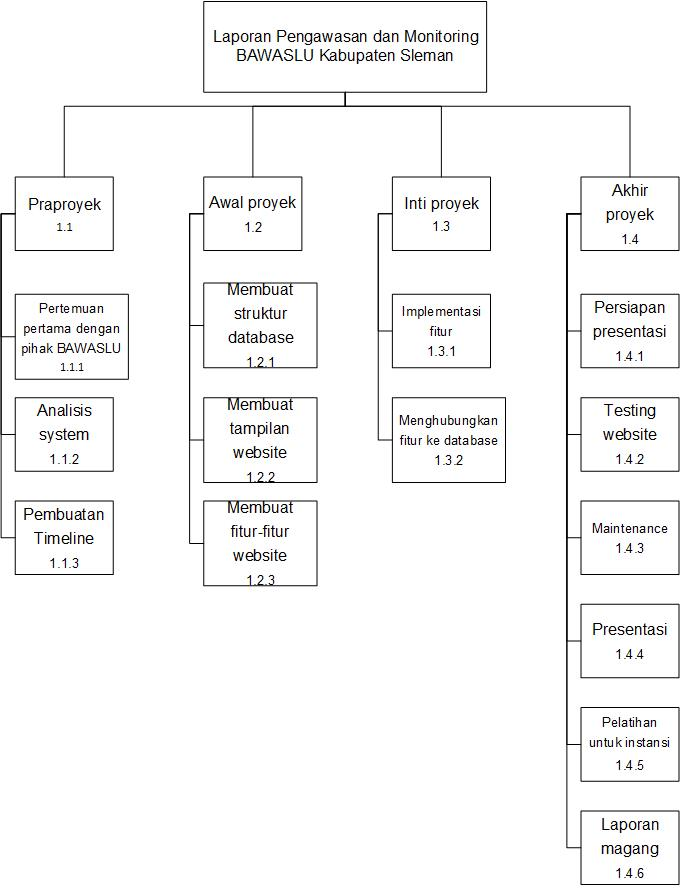 Laporan Pengawasan dan Monitoring
BAWASLU Kabupaten Sleman
Praproyek
1.1
Pertemuan
pertama dengan
pihak BAWASLU
1.1.1
Analisis
system
1.1.2
Pembuatan
Timeline
1.1.3
Awal proyek
1.2
Membuat
struktur
database
1.2.1
Membuat
tampilan
website
1.2.2
Membuat
fitur-fitur
website
1.2.3
Inti proyek
1.3
Implementasi
fitur
1.3.1
Menghubungkan
fitur ke database
1.3.2
Akhir
proyek
1.4
Persiapan
presentasi
1.4.1
Testing
website
1.4.2
Maintenance
1.4.3
Presentasi
1.4.4
Pelatihan
untuk instansi
1.4.5
Laporan
magang
1.4.6